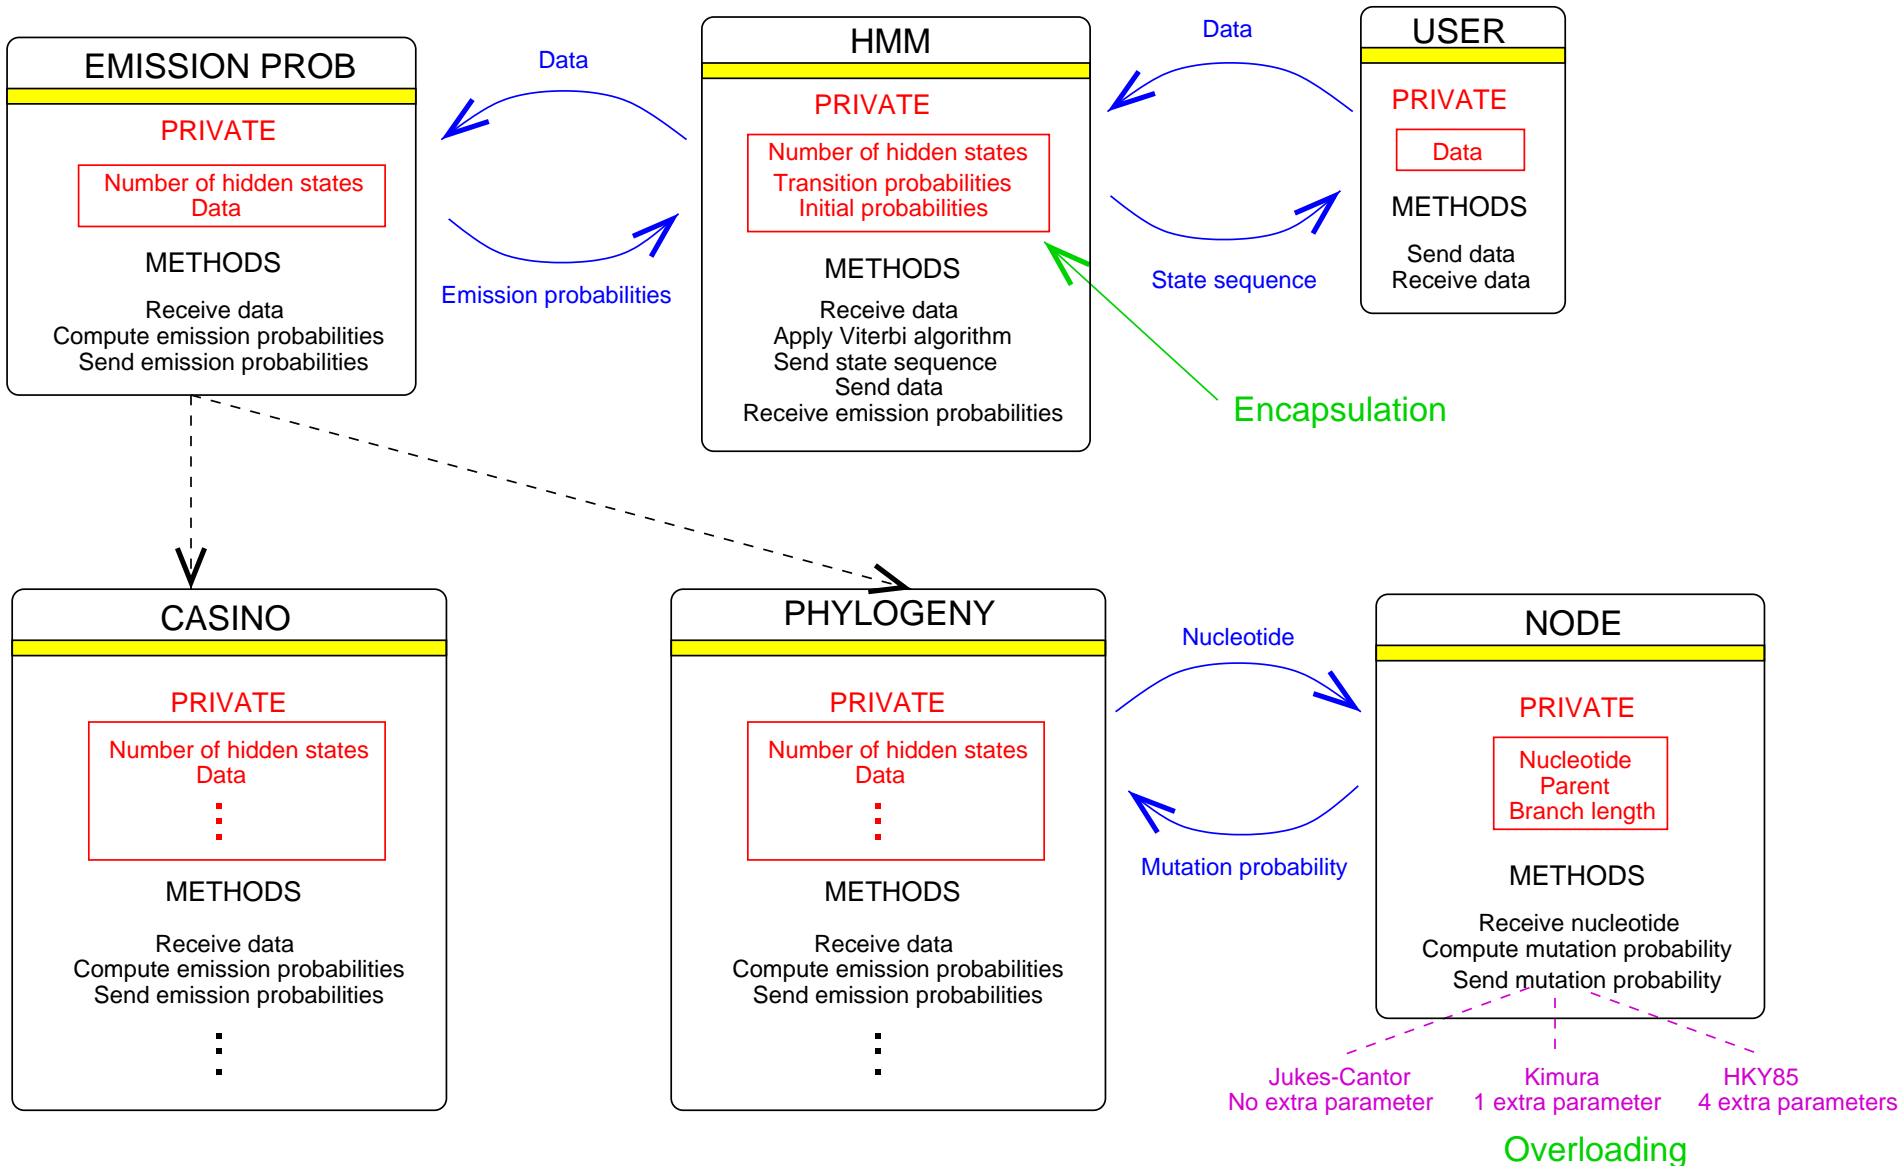 EMISSION PROB
PRIVATE
Number of hidden states
Data
METHODS
Receive data
Compute emission probabilities
Send emission probabilities
Data
Emission probabilities
HMM
PRIVATE
Number of hidden states
Transition probabilities
Initial probabilities
METHODS
Receive data
Apply Viterbi algorithm
Send state sequence
Send data
Receive emission probabilities
Data
State sequence
Encapsulation
USER
PRIVATE
Data
METHODS
Send data
Receive data
CASINO
PRIVATE
Number of hidden states
Data
METHODS
Receive data
Compute emission probabilities
Send emission probabilities
PHYLOGENY
PRIVATE
Number of hidden states
Data
METHODS
Receive data
Compute emission probabilities
Send emission probabilities
Nucleotide
Mutation probability
NODE
PRIVATE
Nucleotide
Parent
Branch length
METHODS
Receive nucleotide
Compute mutation probability
Send mutation probability
Jukes-Cantor
No extra parameter
Kimura
1 extra parameter
HKY85
4 extra parameters
Overloading